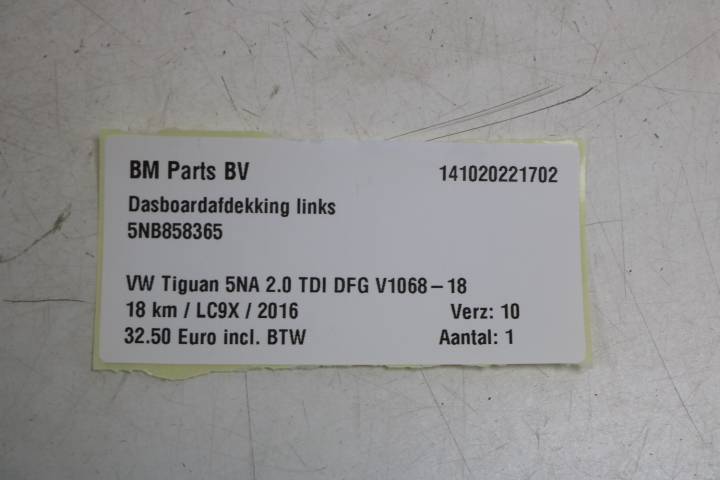 BM Parts BV 141020221702
Dasboardafdekking links
5NB858365
VW Tiguan 5NA 2.0 TDI DFG V1068-18
18 km / LC9X / 2016 Verz: 10
32.50 Euro incl. BTW Aantal: 1